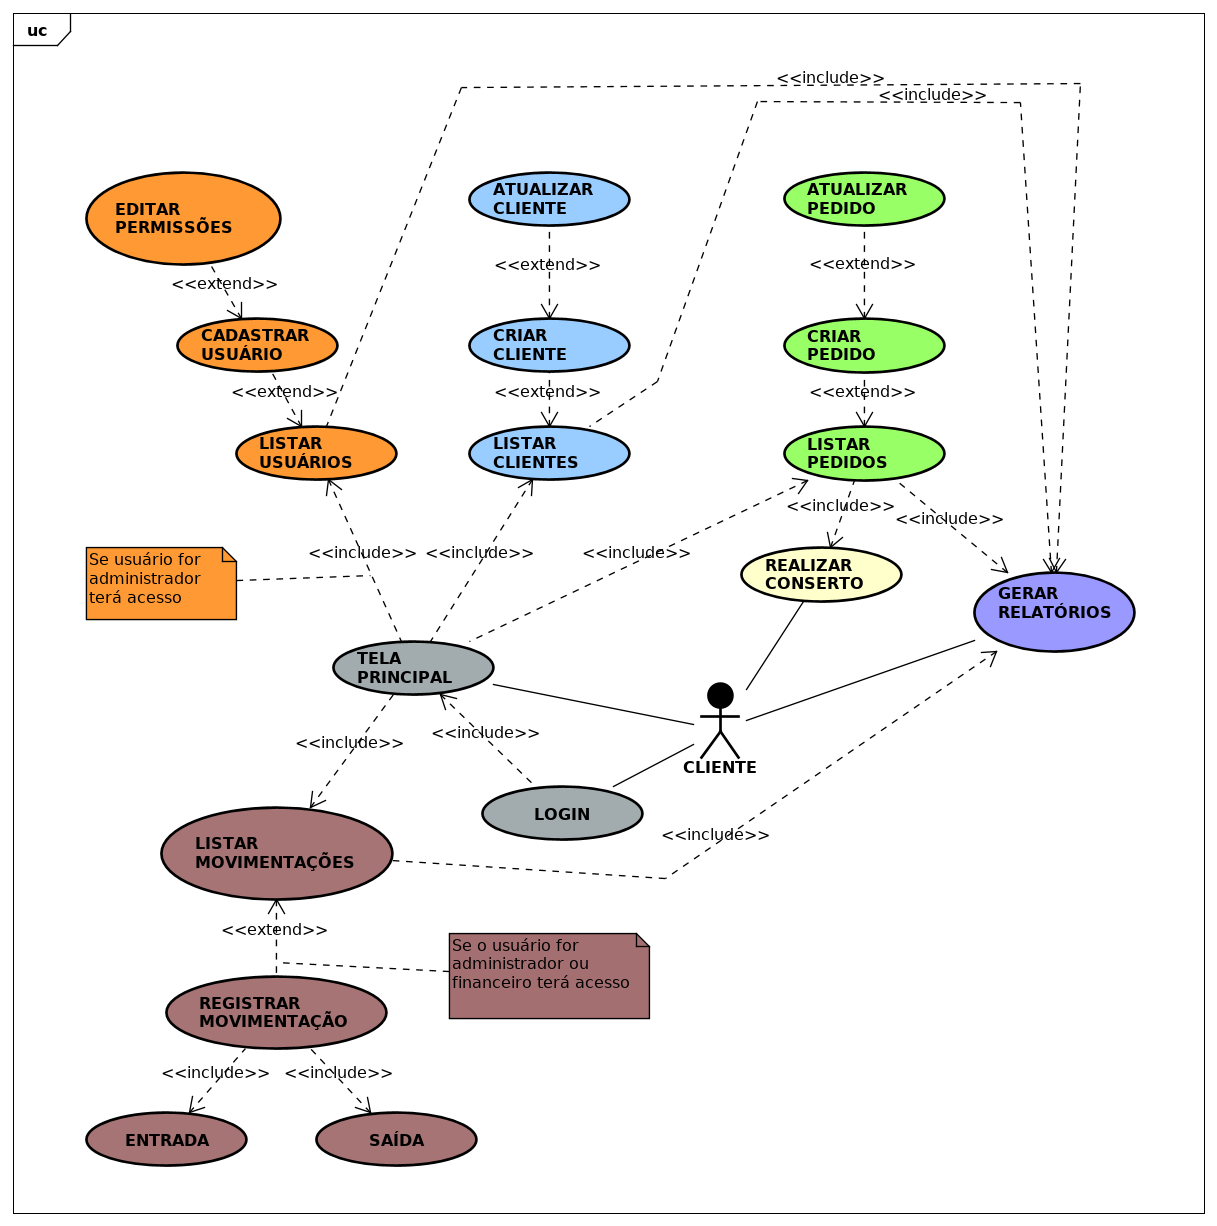 uc
<<include>>
<<include>>
EDITAR
PERMISSÕES
ATUALIZAR
CLIENTE
ATUALIZAR
PEDIDO
<<extend>>
<<extend>>
<<extend>>
CADASTRAR
USUÁRIO
CRIAR
CLIENTE
CRIAR
PEDIDO
<<extend>>
<<extend>>
<<extend>>
LISTAR
USUÁRIOS
LISTAR
CLIENTES
LISTAR
PEDIDOS
<<include>>
<<include>>
Se usuário for
administrador
terá acesso
<<include>>
<<include>>
<<include>>
REALIZAR
CONSERTO
GERAR
RELATÓRIOS
TELA
PRINCIPAL
<<include>>
<<include>>
CLIENTE
LOGIN
LISTAR
MOVIMENTAÇÕES
<<include>>
<<extend>>
Se o usuário for
administrador ou
financeiro terá acesso
REGISTRAR
MOVIMENTAÇÃO
<<include>>
<<include>>
ENTRADA
SAÍDA